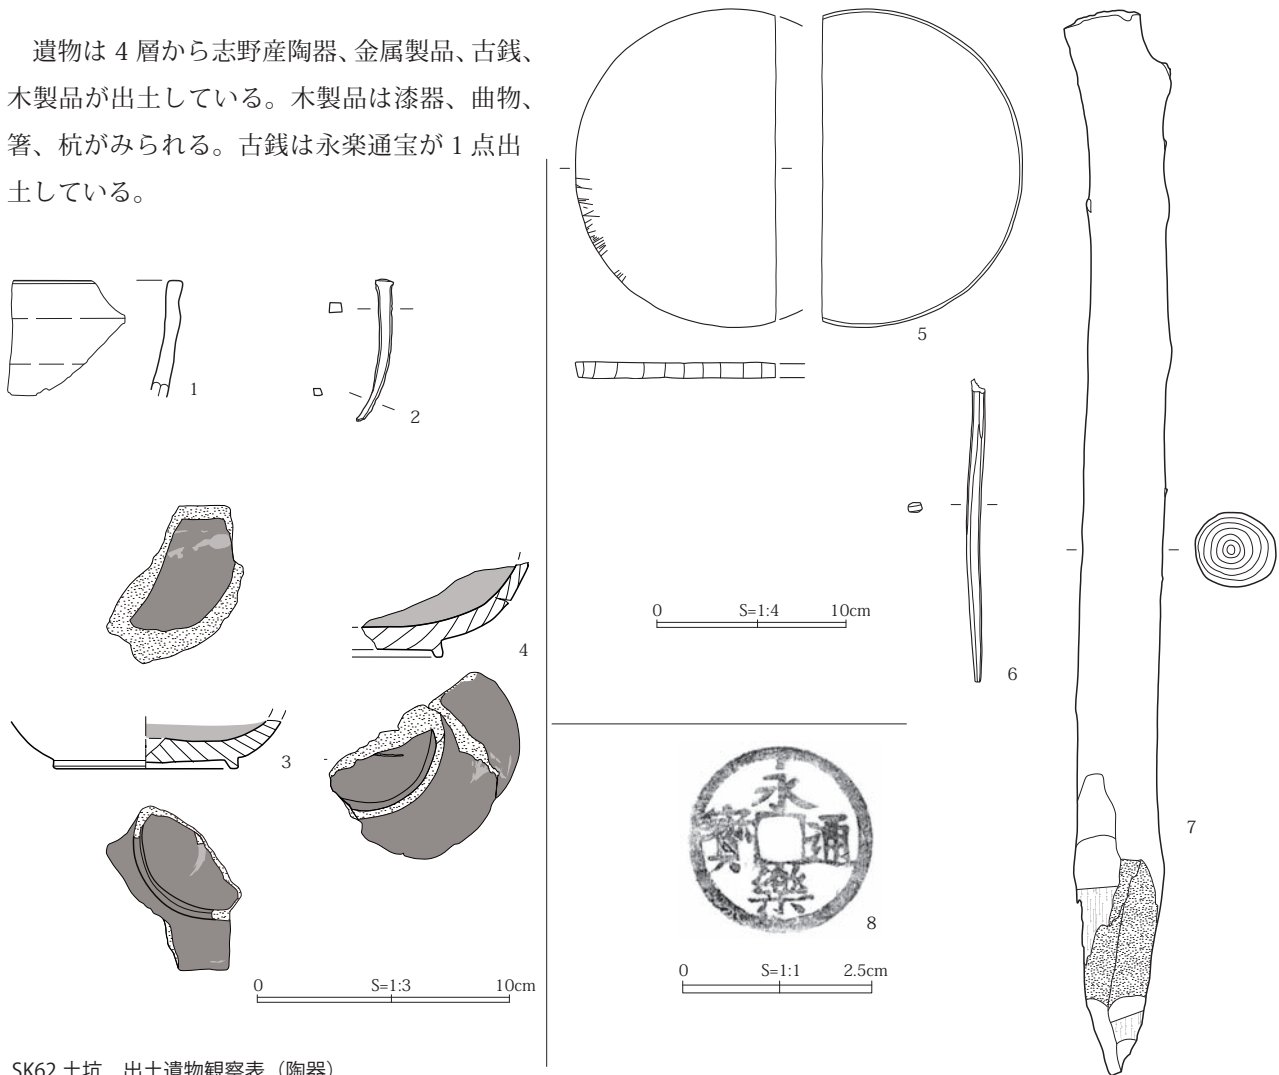 遺物は 4 層から志野産陶器、金属製品、古銭、
木製品が出土している。木製品は漆器、曲物、
箸、杭がみられる。古銭は永楽通宝が 1 点出
土している。
1
2
3
4
0 S=1:3 10cm
5
6
7
0 S=1:4 10cm
永
通
樂
寳
8
0 S=1:1 2.5cm
SK62 土坑　出土遺物観察表（陶器）